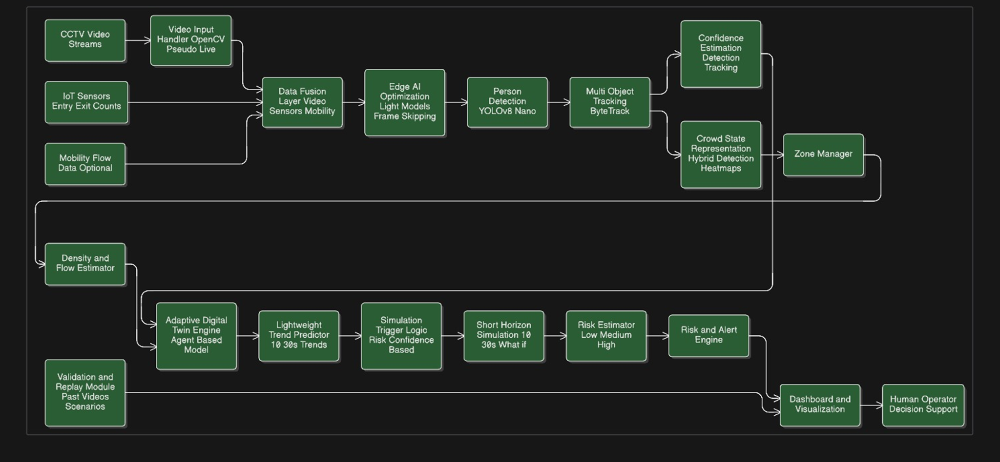 CCTV Video
Streams
Video Input
Handler OpenCV
Pseudo Live
IoT Sensors
Entry Exit Counts
Mobility Flow
Data Optional
Data Fusion
Layer Video
Sensors Mobility
Edge AI
Optimization
Light Models
Frame Skipping
Person
Detection
YOLOv8 Nano
Multi Object
Tracking
ByteTrack
Confidence
Estimation
Detection
Tracking
Crowd State
Representation
Hybrid Detection
Heatmaps
Zone Manager
Density and
Flow Estimator
Adaptive Digital
Twin Engine
Agent Based
Model
Lightweight
Trend Predictor
10 30s Trends
Simulation
Trigger Logic
Risk Confidence
Based
Short Horizon
Simulation 10
30s What if
Risk Estimator
Low Medium
High
Risk and Alert
Engine
Validation and
Replay Module
Past Videos
Scenarios
Dashboard and
Visualization
Human Operator
Decision Support